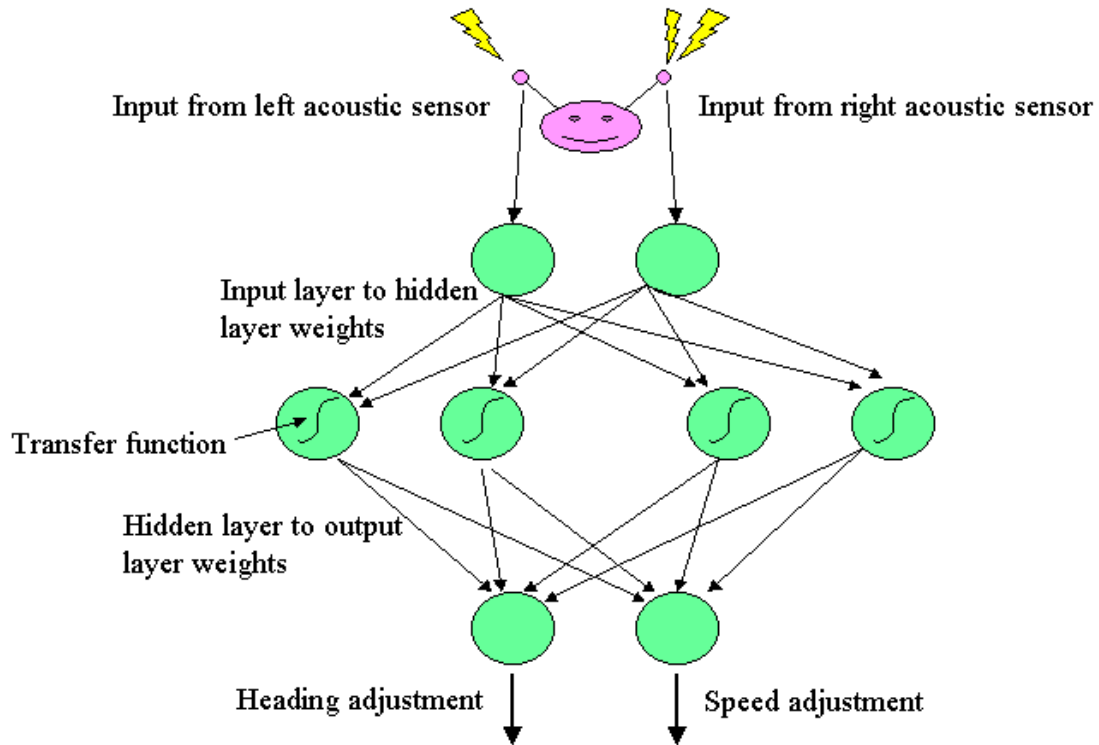 Input from left acoustic sensor
Input from right acoustic sensor
Input layer to hidden
layer weights
Transfer function
Hidden layer to output
layer weights
Heading adjustment
Speed adjustment